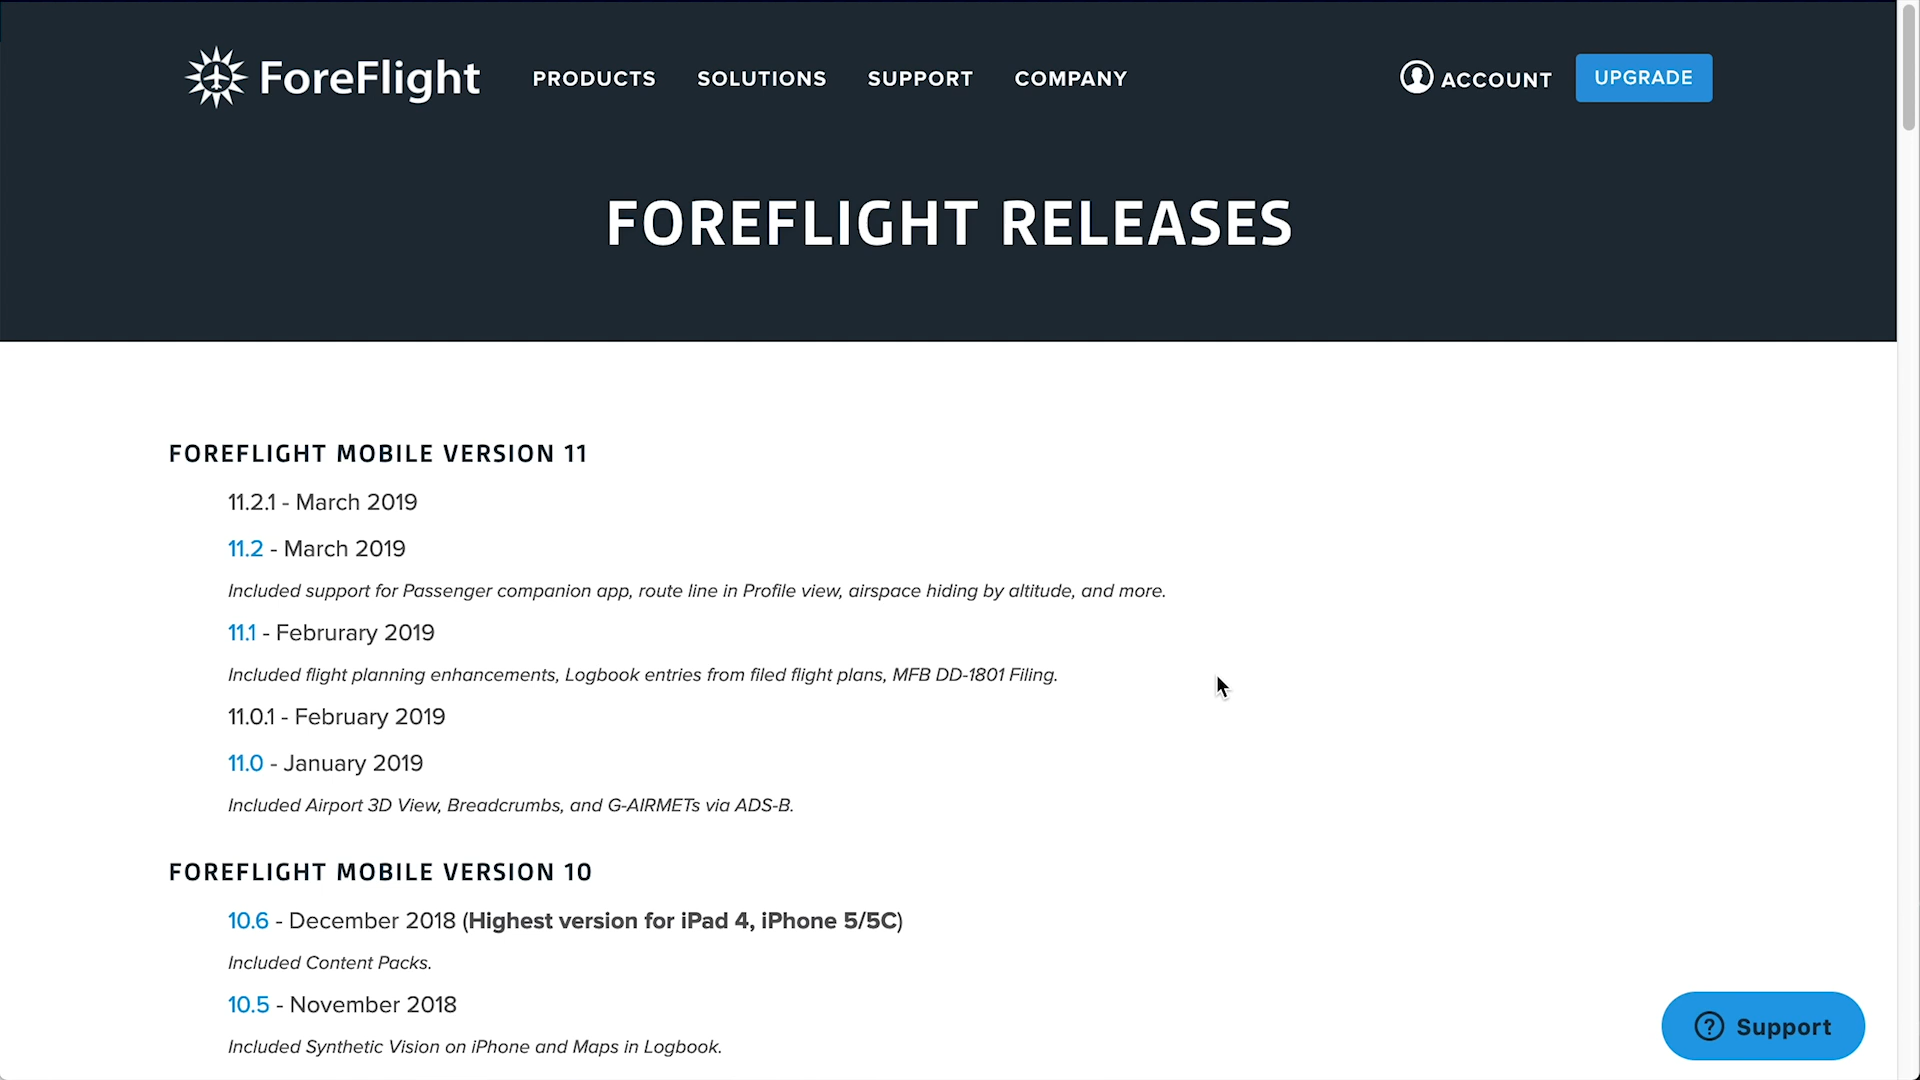 ForeFlight PRODUCTS SOLUTIONS SUPPORT COMPANY ACCOUNT UPGRADE
FOREFLIGHT RELEASES
FOREFLIGHT MOBILE VERSION 11
11.2.1 - March 2019
11.2 - March 2019
Included support for Passenger companion app, route line in Profile view, airspace hiding by altitude, and more.
11.1 - Februrary 2019
Included flight planning enhancements, Logbook entries from filed flight plans, MFB DD-1801 Filing.
11.0.1 - February 2019
11.0 - January 2019
Included Airport 3D View, Breadcrumbs, and G-AIRMETs via ADS-B.
FOREFLIGHT MOBILE VERSION 10
10.6 - December 2018 (Highest version for iPad 4, iPhone 5/5C)
Included Content Packs.
10.5 - November 2018
Included Synthetic Vision on iPhone and Maps in Logbook.
? Support